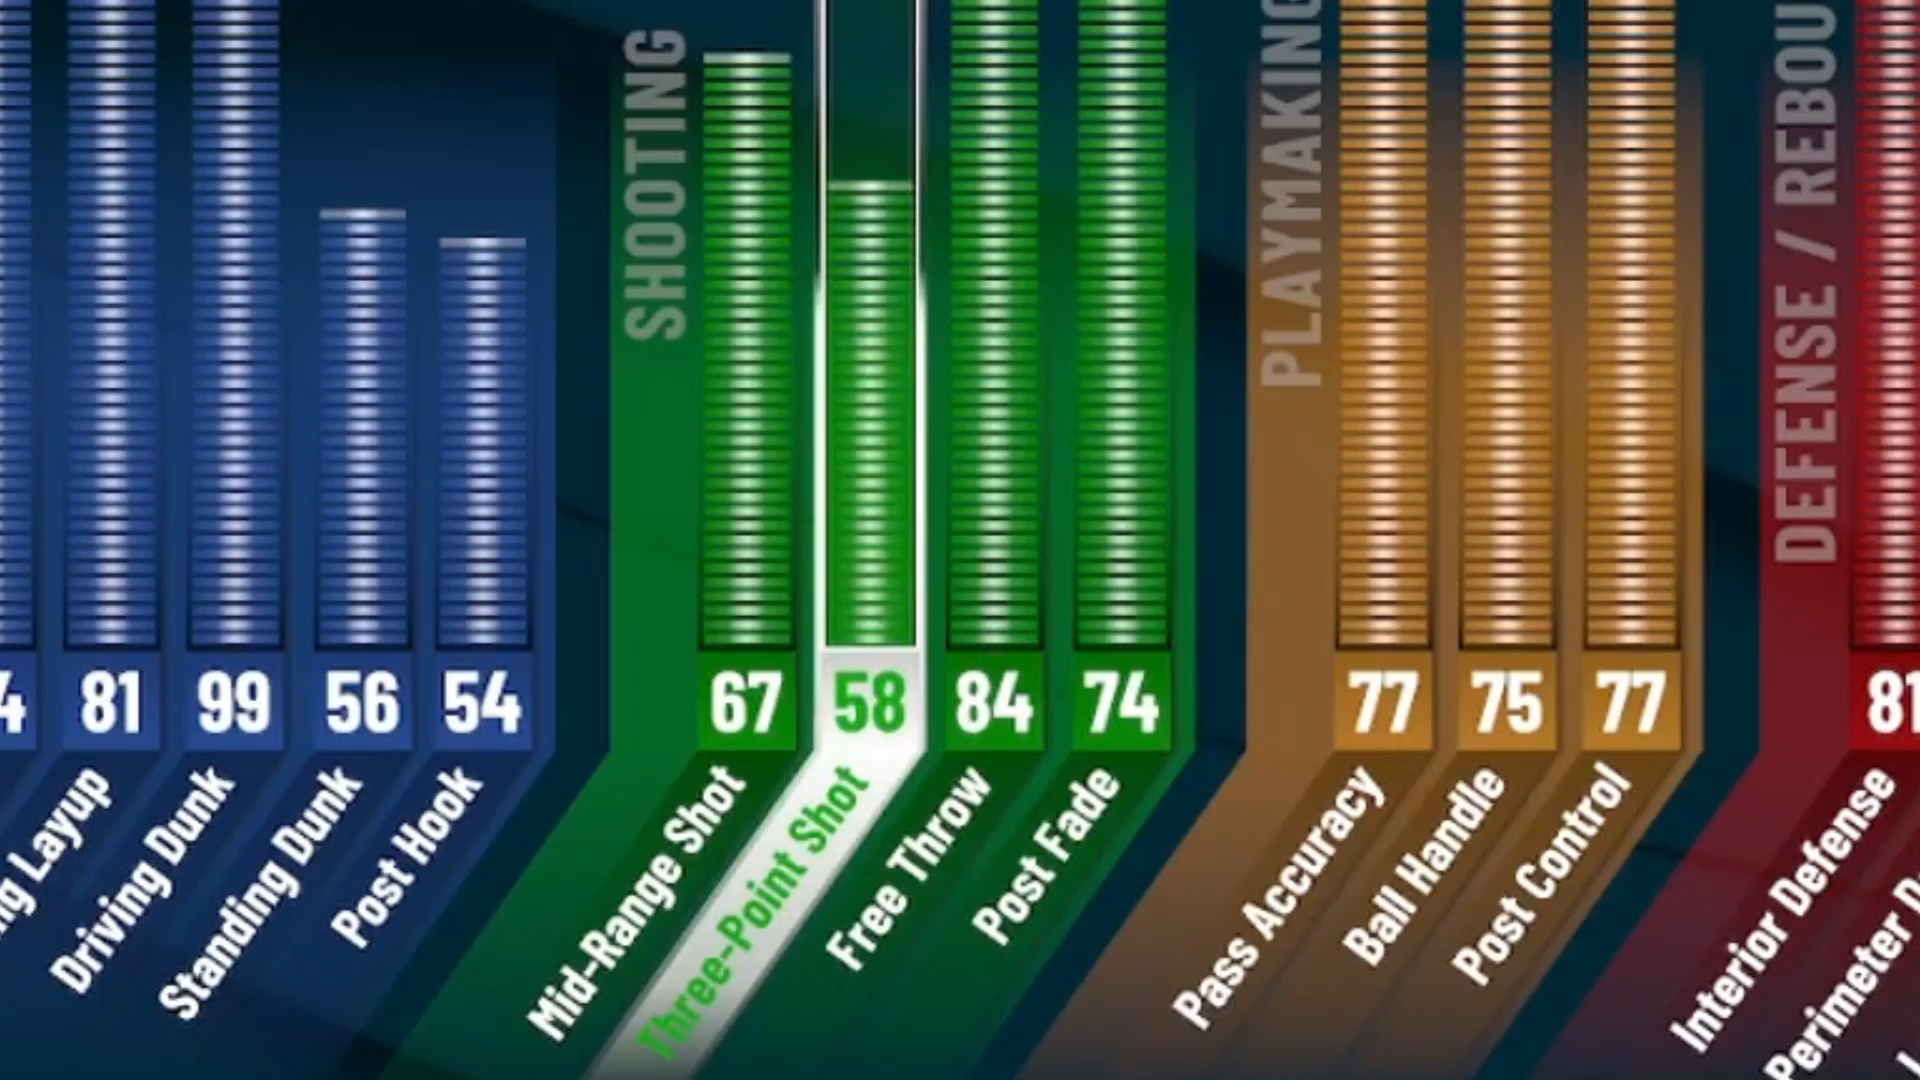 SHOOTING
PLAYMAKING
DEFENSE /
81
99
56
54
67
58
84
74
77
75
77
81
Layup
Driving Dunk
Standing Dunk
Post Hook
Mid-Range Shot
Three-Point Shot
Free Throw
Post Fade
Pass Accuracy
Ball Handle
Post Control
Interior Defense
Perimeter